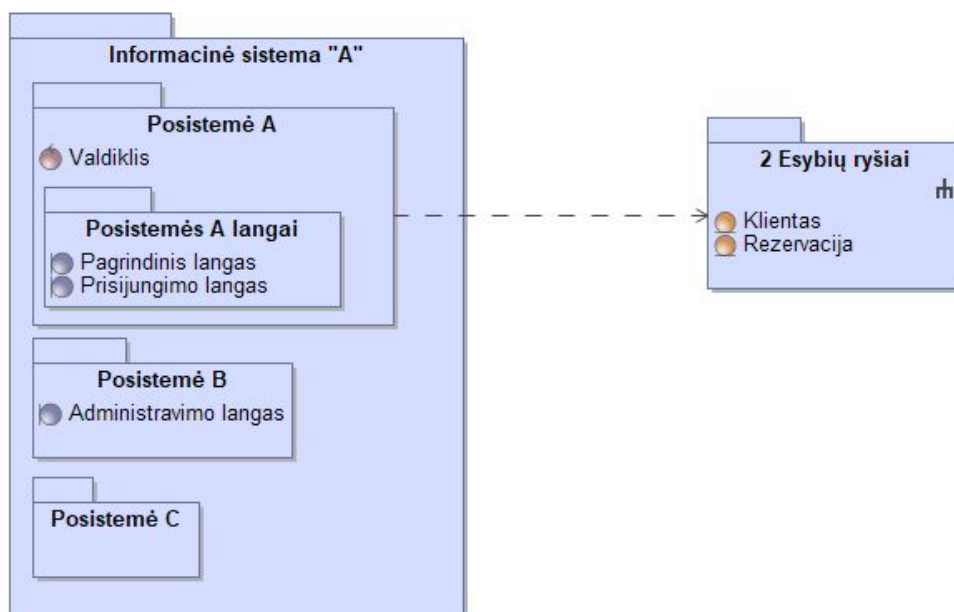 Informacinė sistema "A"
Posistemė A
Valdiklis
Posistemės A langai
Pagrindinis langas
Prisijungimo langas
Posistemė B
Administravimo langas
Posistemė C
2 Esybių ryšiai
Klientas
Rezervacija